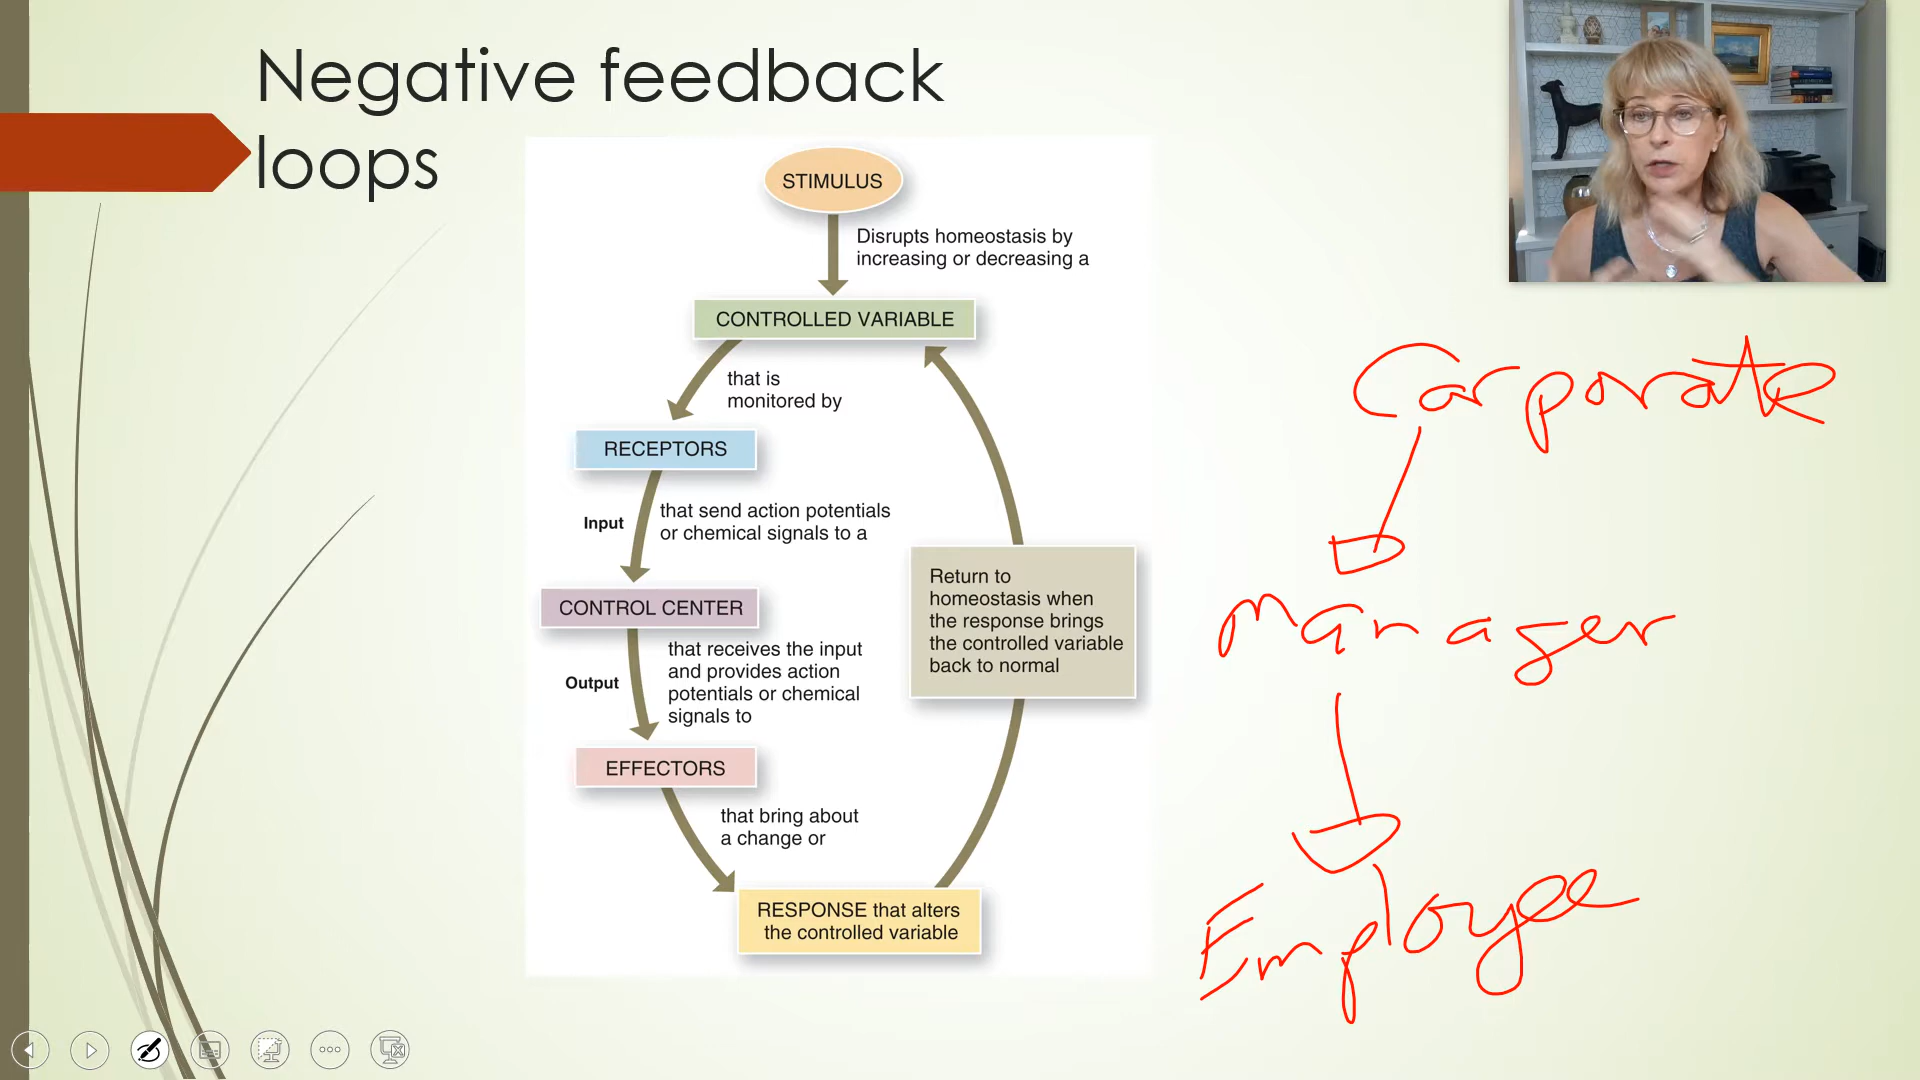 Negative feedback
loops
STIMULUS
Disrupts homeostasis by
increasing or decreasing a
CONTROLLED VARIABLE
that is
monitored by
RECEPTORS
Input
that send action potentials
or chemical signals to a
CONTROL CENTER
Output
that receives the input
and provides action
potentials or chemical
signals to
EFFECTORS
that bring about
a change or
RESPONSE that alters
the controlled variable
Return to
homeostasis when
the response brings
the controlled variable
back to normal
Corporate
Manager
Employee